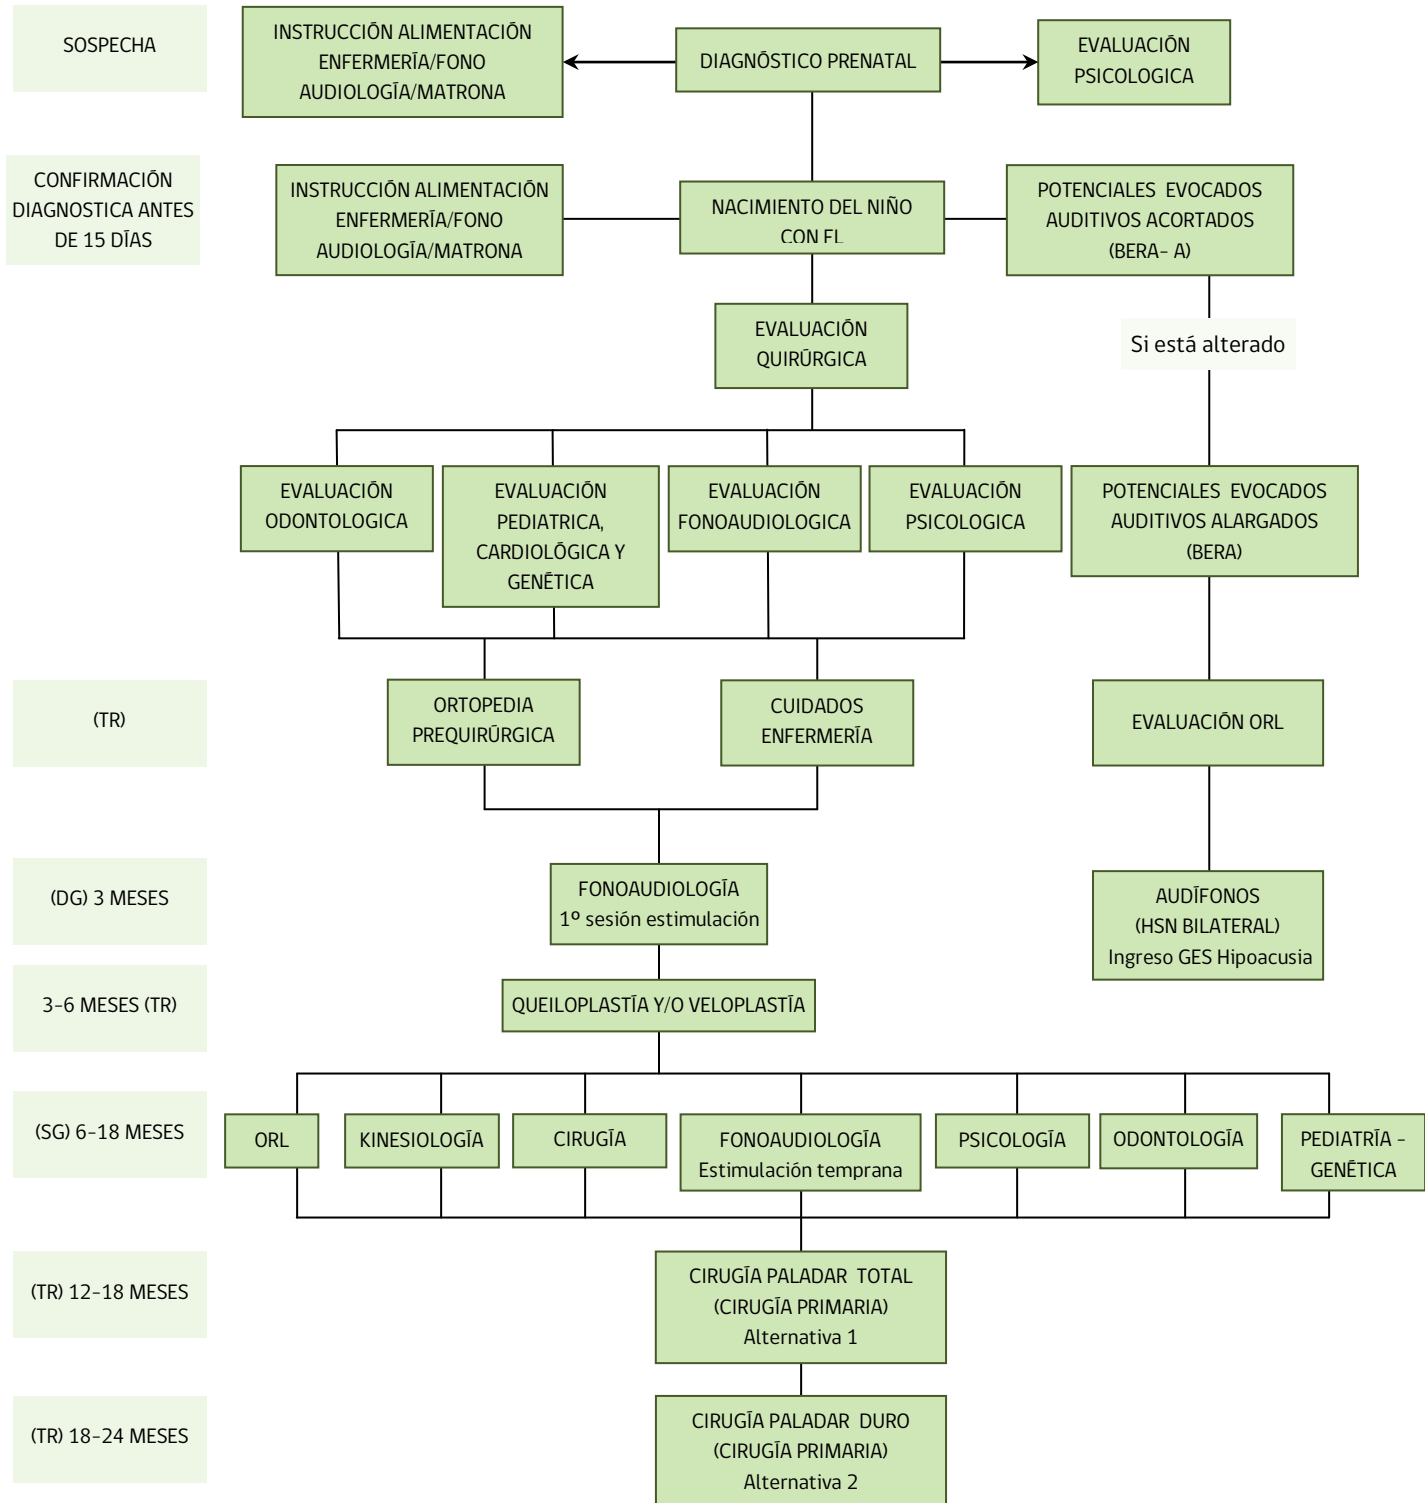 SOSPECHA
INSTRUCCIÓN ALIMENTACIÓN
ENFERMERÍA/FONO
AUDIOLOGÍA/MATRONA
DIAGNÓSTICO PRENATAL
EVALUACIÓN
PSICOLOGICA
CONFIRMACIÓN
DIAGNOSTICA ANTES
DE 15 DÍAS
INSTRUCCIÓN ALIMENTACIÓN
ENFERMERÍA/FONO
AUDIOLOGÍA/MATRONA
NACIMIENTO DEL NIÑO
CON EL
POTENCIALES EVOCADOS
AUDITIVOS ACORTADOS
(BERA- A)
EVALUACIÓN
QUIRÚRGICA
Si está alterado
EVALUACIÓN
ODONTOLOGICA
EVALUACIÓN
PEDIATRICA,
CARDIOLÓGICA Y
GENÉTICA
EVALUACIÓN
FONOAUDIOLOGICA
EVALUACIÓN
PSICOLOGICA
POTENCIALES EVOCADOS
AUDITIVOS ALARGADOS
(BERA)
(TR)
ORTOPEDIA
PREQUIRÚRGICA
CUIDADOS
ENFERMERÍA
EVALUACIÓN ORL
(DG) 3 MESES
FONOAUDIOLOGÍA
1º sesión estimulación
AUDÍFONOS
(HSN BILATERAL)
Ingreso GES Hipoacusia
3-6 MESES (TR)
QUEILOPLASTÍA Y/O VELOPLASTÍA
(SG) 6-18 MESES
ORL
KINESIOLOGÍA
CIRUGÍA
FONOAUDIOLOGÍA
Estimulación temprana
PSICOLOGÍA
ODONTOLOGÍA
PEDIATRÍA -
GENÉTICA
(TR) 12-18 MESES
CIRUGÍA PALADAR TOTAL
(CIRUGÍA PRIMARIA)
Alternativa 1
(TR) 18-24 MESES
CIRUGÍA PALADAR DURO
(CIRUGÍA PRIMARIA)
Alternativa 2